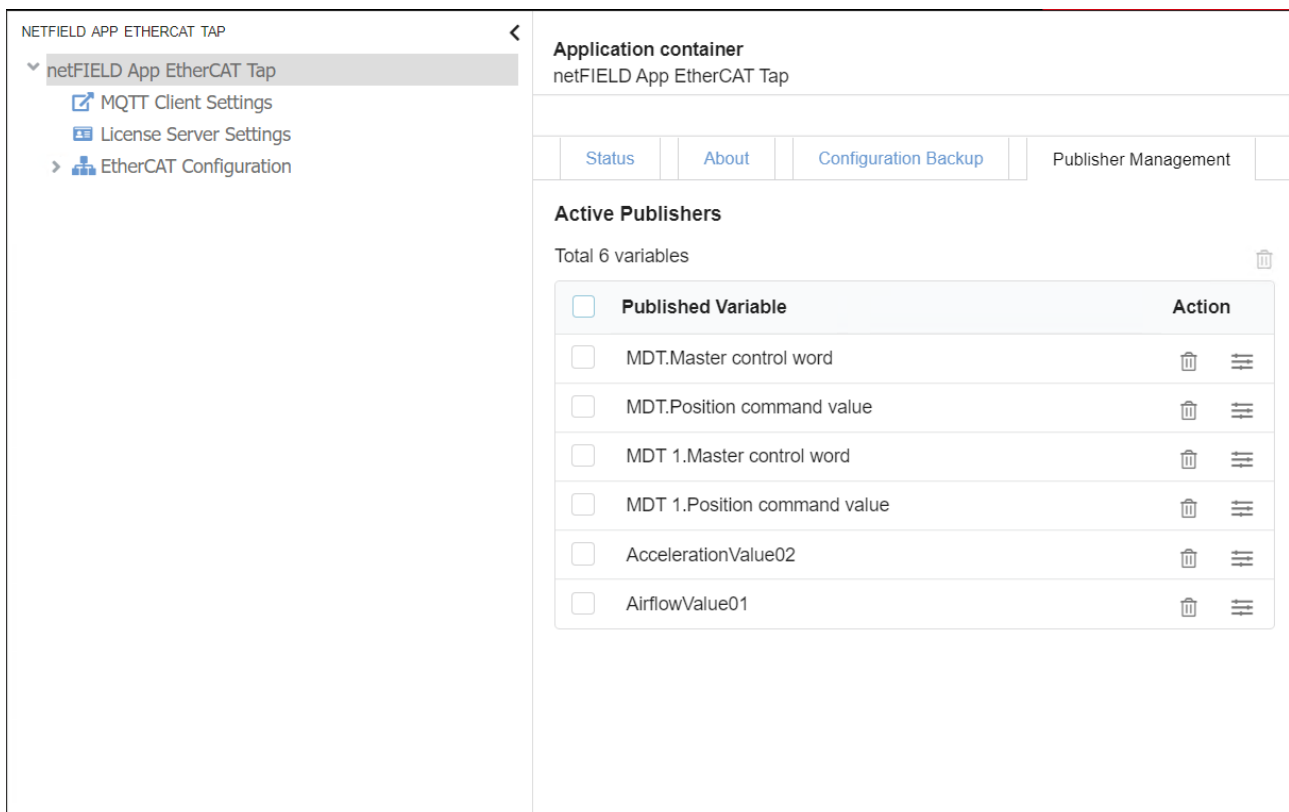 NETFIELD APP ETHERCAT TAP
netFIELD App EtherCAT Tap
MQTT Client Settings
License Server Settings
EtherCAT Configuration
Application container
netFIELD App EtherCAT Tap
Status About Configuration Backup Publisher Management
Active Publishers
Total 6 variables
Published Variable Action
MDT.Master control word
MDT.Position command value
MDT 1.Master control word
MDT 1.Position command value
AccelerationValue02
AirflowValue01